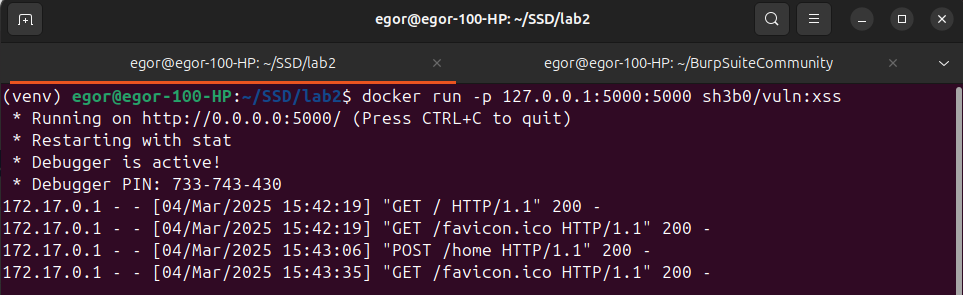 egor@egor-100-HP: ~/SSD/lab2
egor@egor-100-HP: ~/SSD/lab2 × egor@egor-100-HP: ~/BurpSuiteCommunity ×
(venv) egor@egor-100-HP:~/SSD/lab2$ docker run -p 127.0.0.1:5000:5000 sh3b0/vuln:xss
 * Running on http://0.0.0.0:5000/ (Press CTRL+C to quit)
 * Restarting with stat
 * Debugger is active!
 * Debugger PIN: 733-743-430
172.17.0.1 - - [04/Mar/2025 15:42:19] "GET / HTTP/1.1" 200 -
172.17.0.1 - - [04/Mar/2025 15:42:19] "GET /favicon.ico HTTP/1.1" 200 -
172.17.0.1 - - [04/Mar/2025 15:43:06] "POST /home HTTP/1.1" 200 -
172.17.0.1 - - [04/Mar/2025 15:43:35] "GET /favicon.ico HTTP/1.1" 200 -